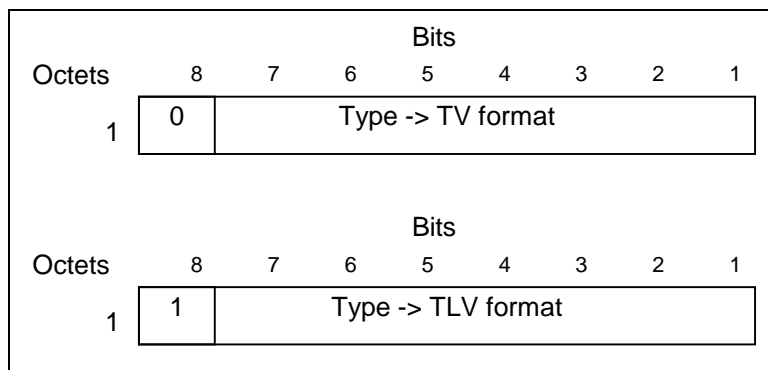 Bits
Octets 8 7 6 5 4 3 2 1
1 0 Type -> TV format
Bits
Octets 8 7 6 5 4 3 2 1
1 1 Type -> TLV format